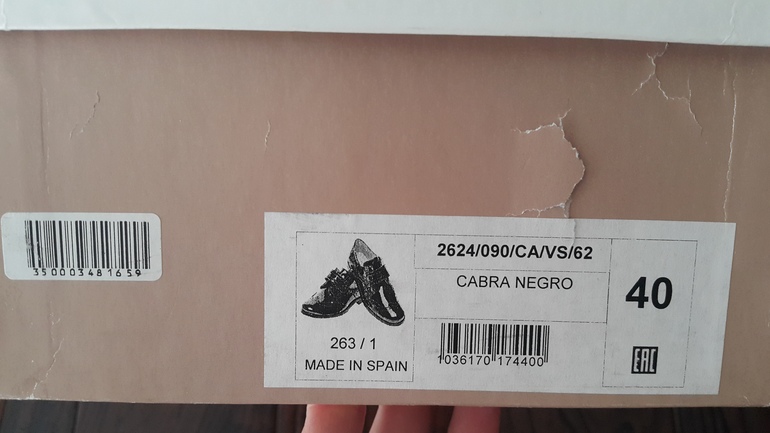 3500034816 59
263 / 1
MADE IN SPAIN
2624/090/CA/VS/62
CABRA NEGRO
1036170 174400
40
EAC